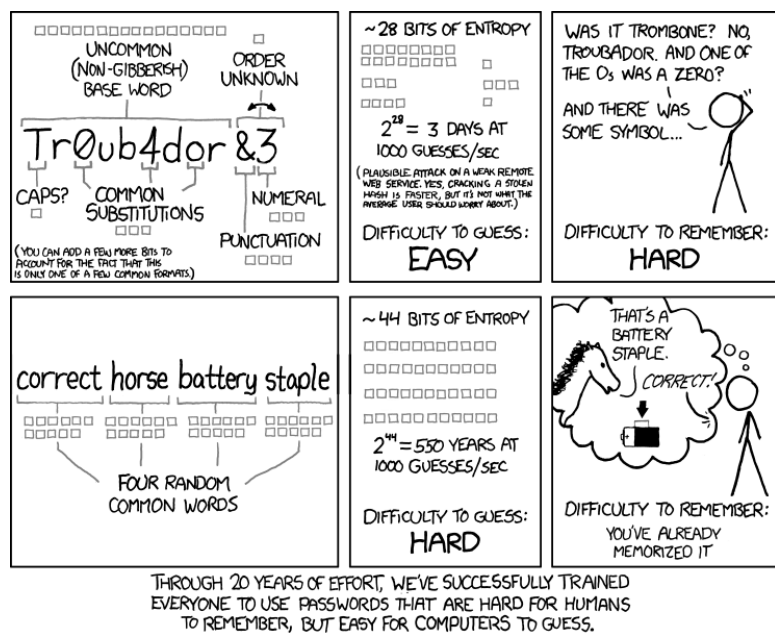 UNCOMMON
(NON-GIBBERISH)
BASE WORD
ORDER
UNKNOWN
Tr0ub4dor &3
CAPS?
COMMON
SUBSTITUTIONS
NUMERAL
PUNCTUATION
(YOU CAN ADD A FEW MORE BITS TO
ACCOUNT FOR THE FACT THAT THIS
IS ONLY ONE OF A FEW COMMON FORMATS.)
~28 BITS OF ENTROPY
2^28 = 3 DAYS AT
1000 GUESSES/SEC
(PLAUSIBLE ATTACK ON A WEAK REMOTE
WEB SERVICE. YES, CRACKING A STOLEN
HASH IS FASTER, BUT IT'S NOT WHAT THE
AVERAGE USER SHOULD WORRY ABOUT.)
DIFFICULTY TO GUESS:
EASY
WAS IT TROMBONE? NO,
TROUBADOR. AND ONE OF
THE Os WAS A ZERO?
AND THERE WAS
SOME SYMBOL...
DIFFICULTY TO REMEMBER:
HARD
correct horse battery staple
FOUR RANDOM
COMMON WORDS
~44 BITS OF ENTROPY
2^44 = 550 YEARS AT
1000 GUESSES/SEC
DIFFICULTY TO GUESS:
HARD
THAT'S A
BATTERY
STAPLE.
CORRECT!
DIFFICULTY TO REMEMBER:
YOU'VE ALREADY
MEMORIZED IT
THROUGH 20 YEARS OF EFFORT, WE'VE SUCCESSFULLY TRAINED
EVERYONE TO USE PASSWORDS THAT ARE HARD FOR HUMANS
TO REMEMBER, BUT EASY FOR COMPUTERS TO GUESS.